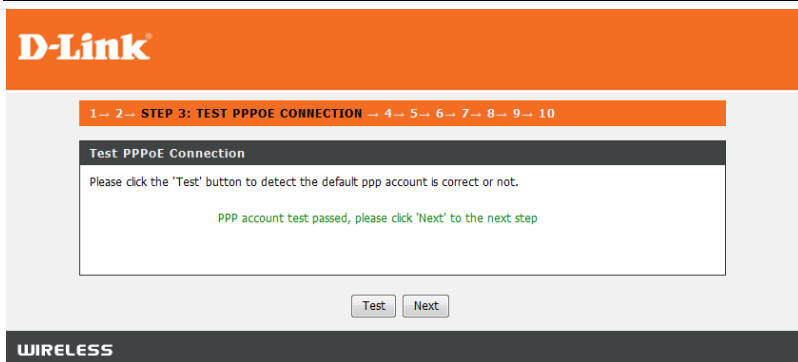 D-Link
1→ 2→ STEP 3: TEST PPPOE CONNECTION → 4→ 5→ 6→ 7→ 8→ 9→ 10
Test PPPoE Connection
Please click the 'Test' button to detect the default ppp account is correct or not.
PPP account test passed, please click 'Next' to the next step
Test Next
WIRELESS